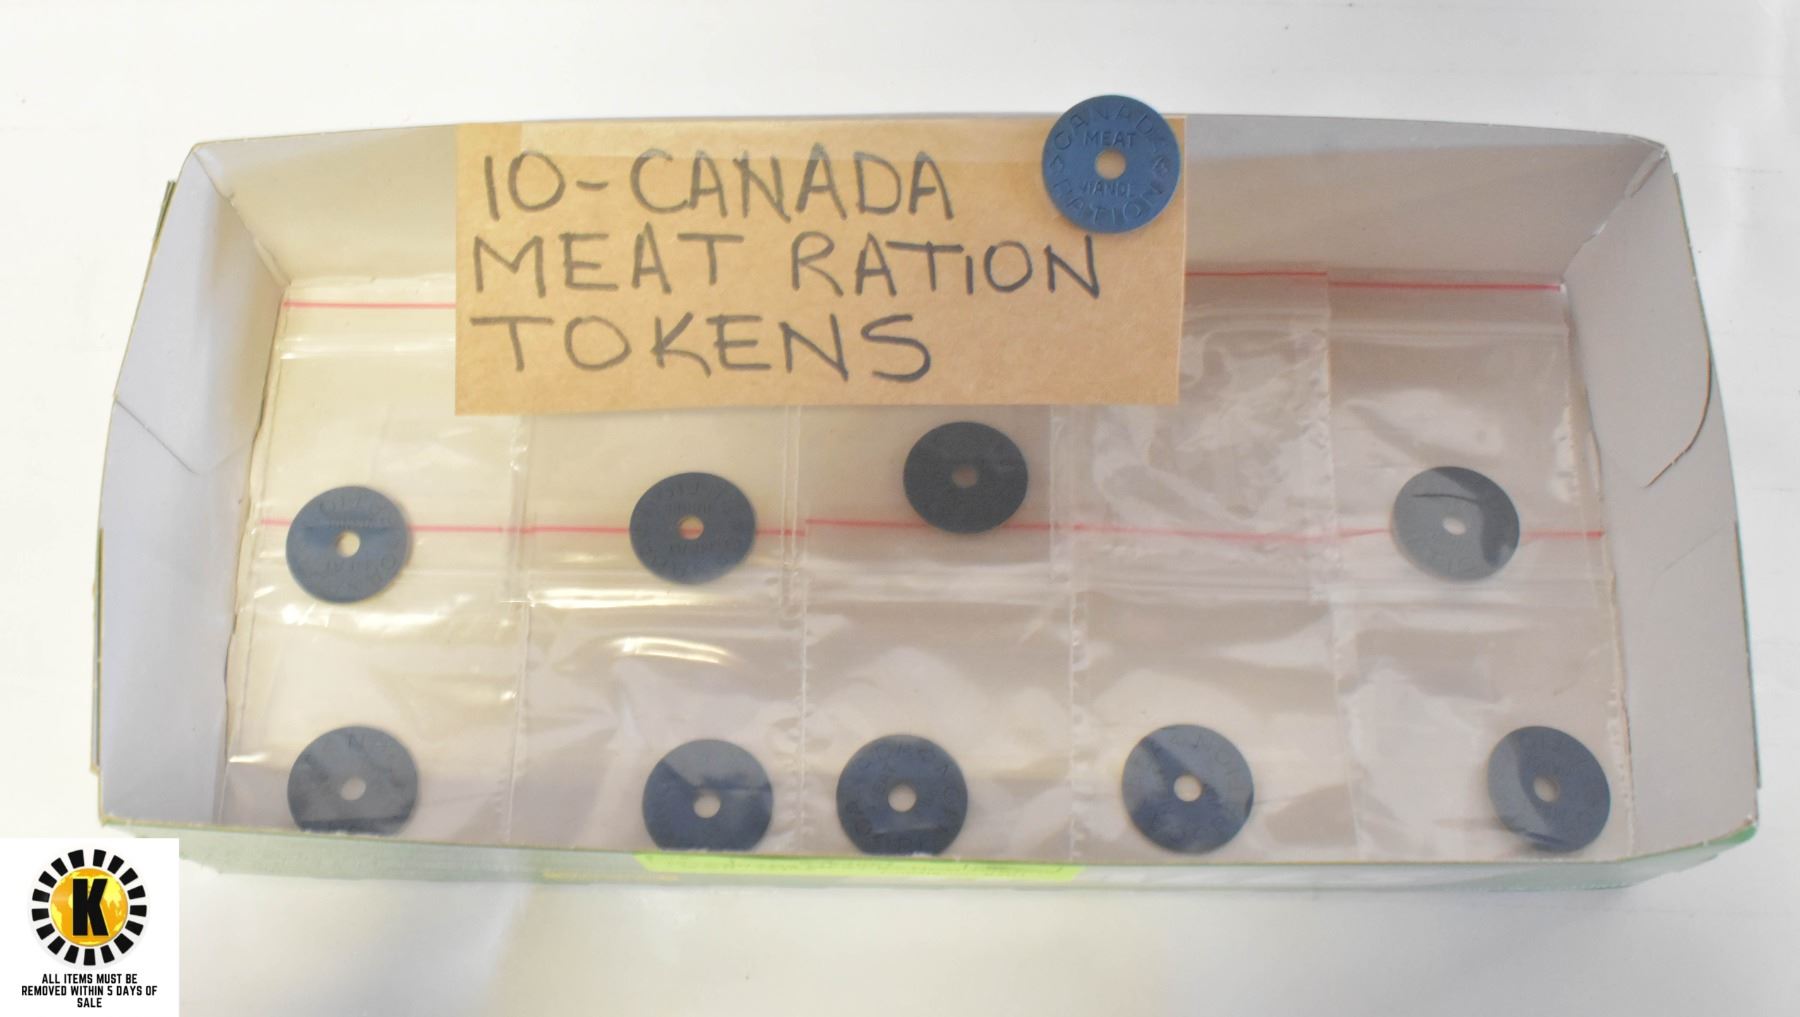 10-CANADA
MEAT RATION
TOKENS
CANADA
MEAT
VIANDE
RATION
K
ALL ITEMS MUST BE
REMOVED WITHIN 5 DAYS OF
SALE